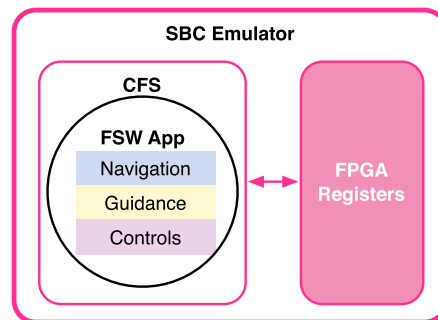 SBC Emulator
CFS
FSW App
Navigation
Guidance
Controls
FPGA
Registers